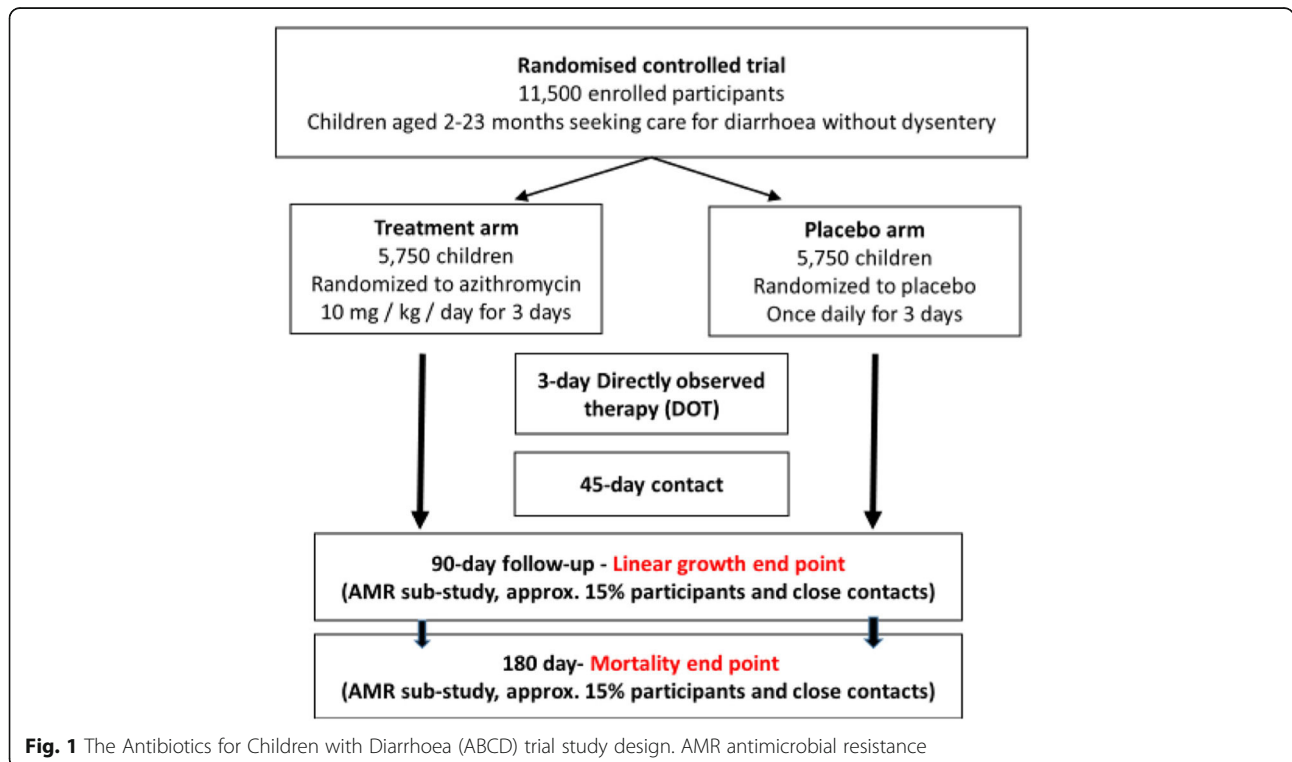 Randomised controlled trial
11,500 enrolled participants
Children aged 2-23 months seeking care for diarrhoea without dysentery
Treatment arm
5,750 children
Randomized to azithromycin
10 mg / kg / day for 3 days
Placebo arm
5,750 children
Randomized to placebo
Once daily for 3 days
3-day Directly observed
therapy (DOT)
45-day contact
90-day follow-up - Linear growth end point
(AMR sub-study, approx. 15% participants and close contacts)
180 day- Mortality end point
(AMR sub-study, approx. 15% participants and close contacts)
Fig. 1 The Antibiotics for Children with Diarrhoea (ABCD) trial study design. AMR antimicrobial resistance